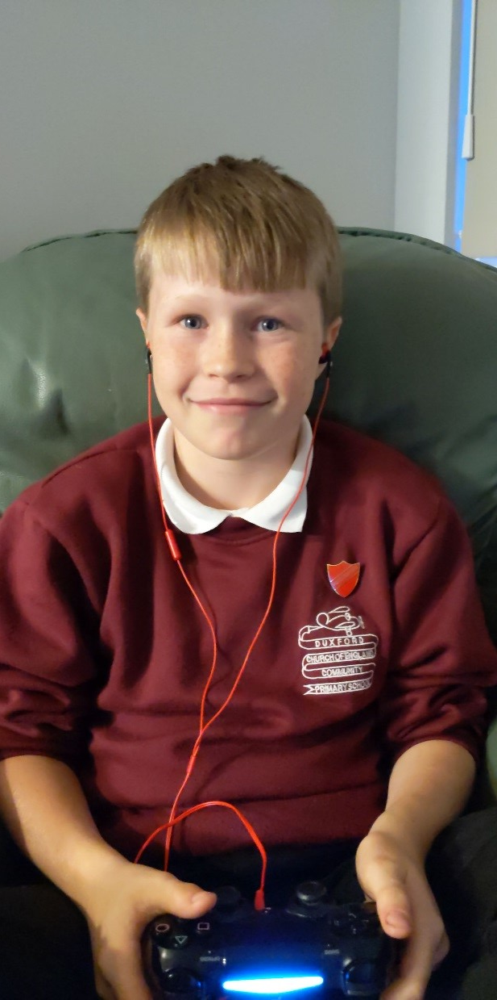 DUXFORD
CHURCH OF ENGLAND
COMMUNITY
PRIMARY SCHOOL